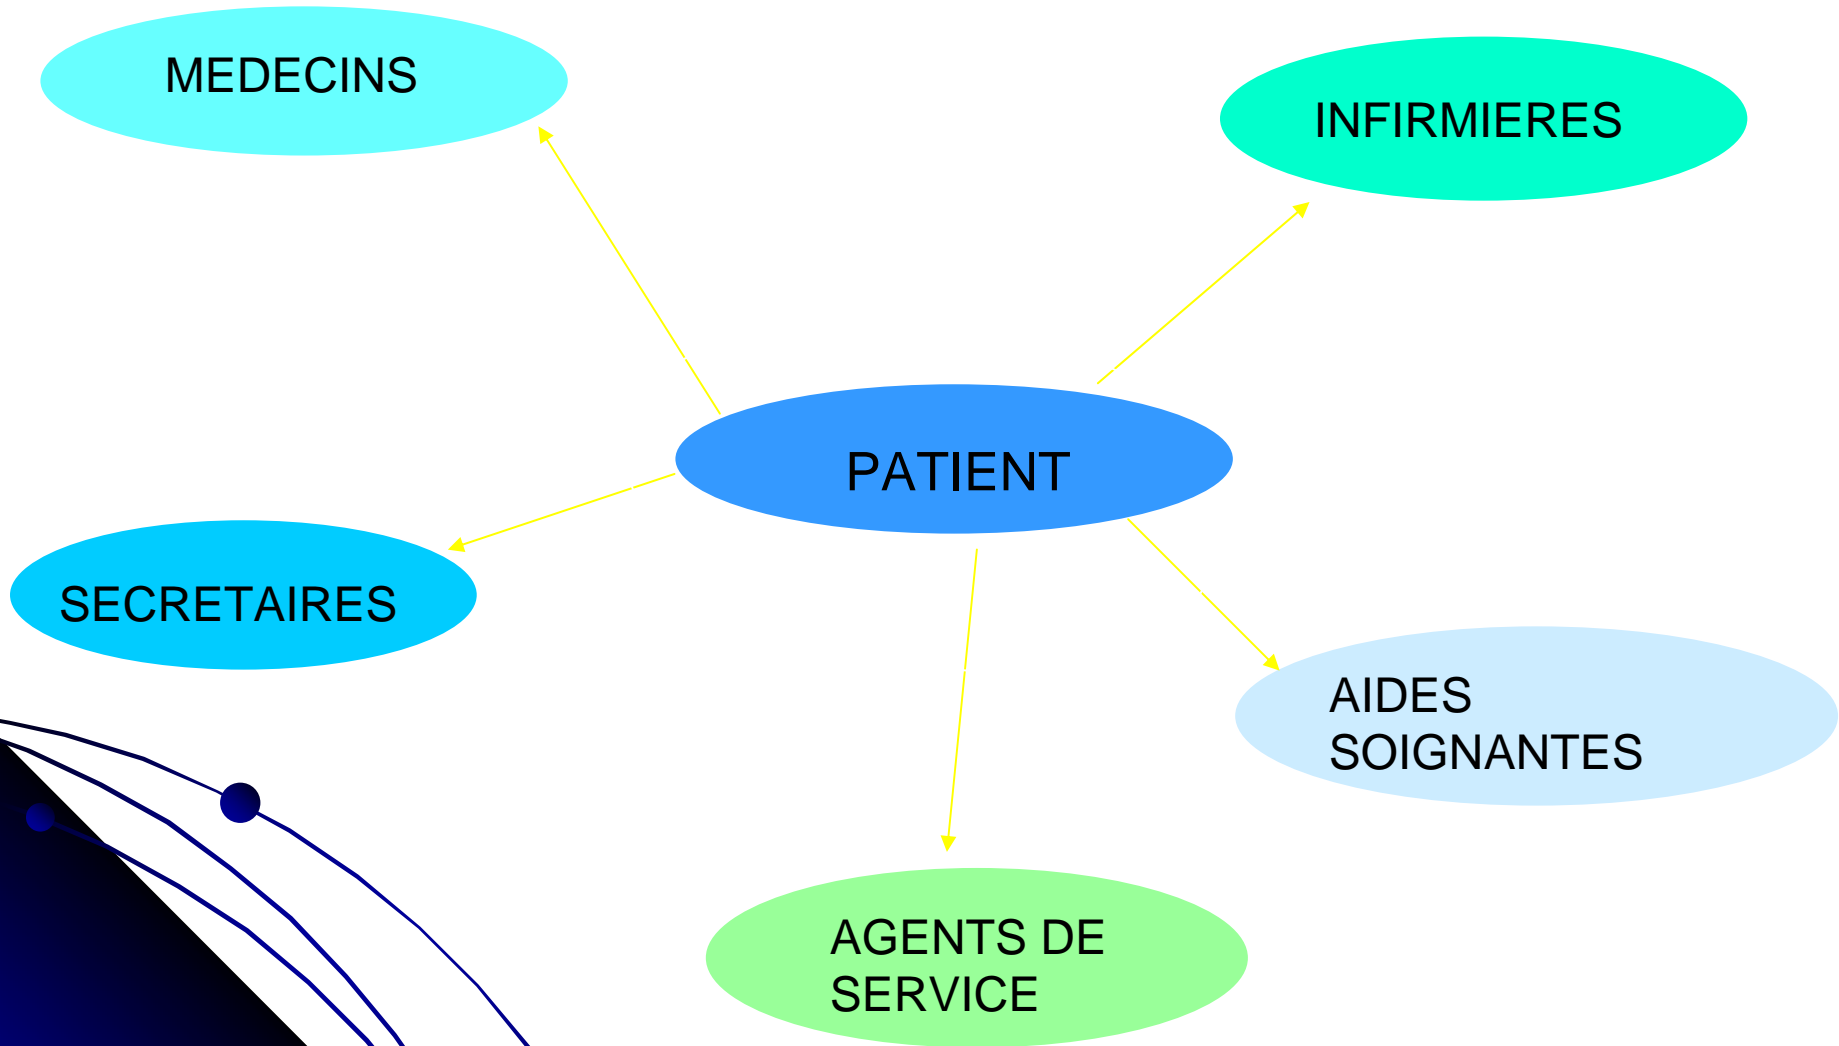 MEDECINS
INFIRMIERES
PATIENT
SECRETAIRES
AIDES
SOIGNANTES
AGENTS DE
SERVICE